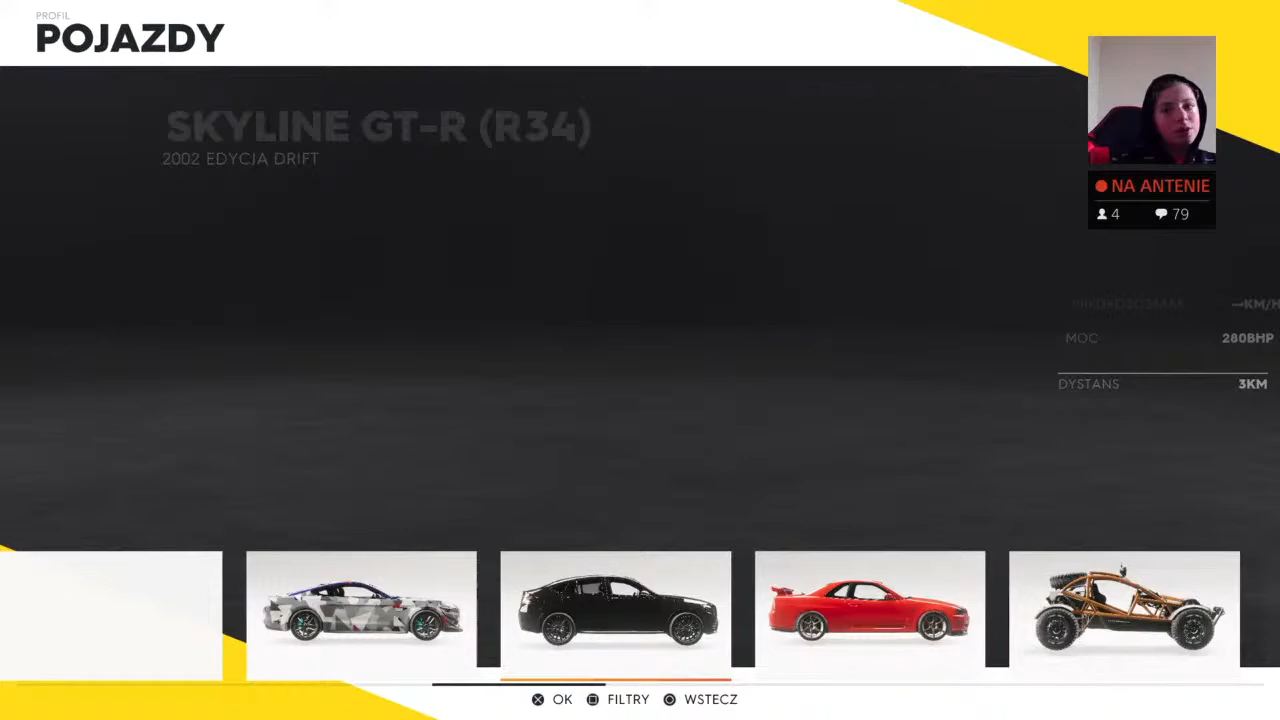 PROFIL
POJAZDY
SKYLINE GT-R (R34)
2002 EDYCJA DRIFT
NA ANTENIE
4 79
KM/H
MOC 280BHP
DYSTANS 3KM
OK FILTRY WSTECZ